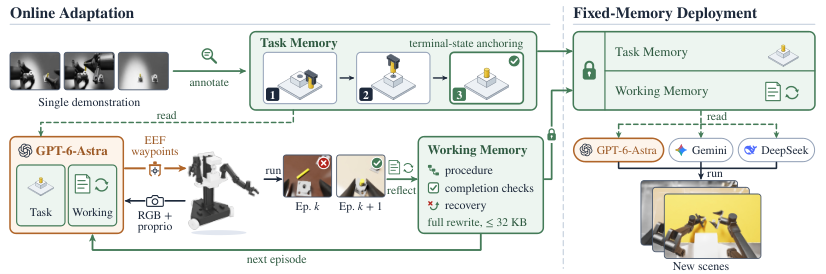 Online Adaptation
Single demonstration
annotate
Task Memory
terminal-state anchoring
1
2
3
read
GPT-6-Astra
Task
Working
EEF
waypoints
RGB +
proprio
run
Ep. k
Ep. k + 1
reflect
Working Memory
procedure
completion checks
recovery
full rewrite, ≤ 32 KB
next episode
Fixed-Memory Deployment
Task Memory
Working Memory
read
GPT-6-Astra
Gemini
DeepSeek
run
New scenes